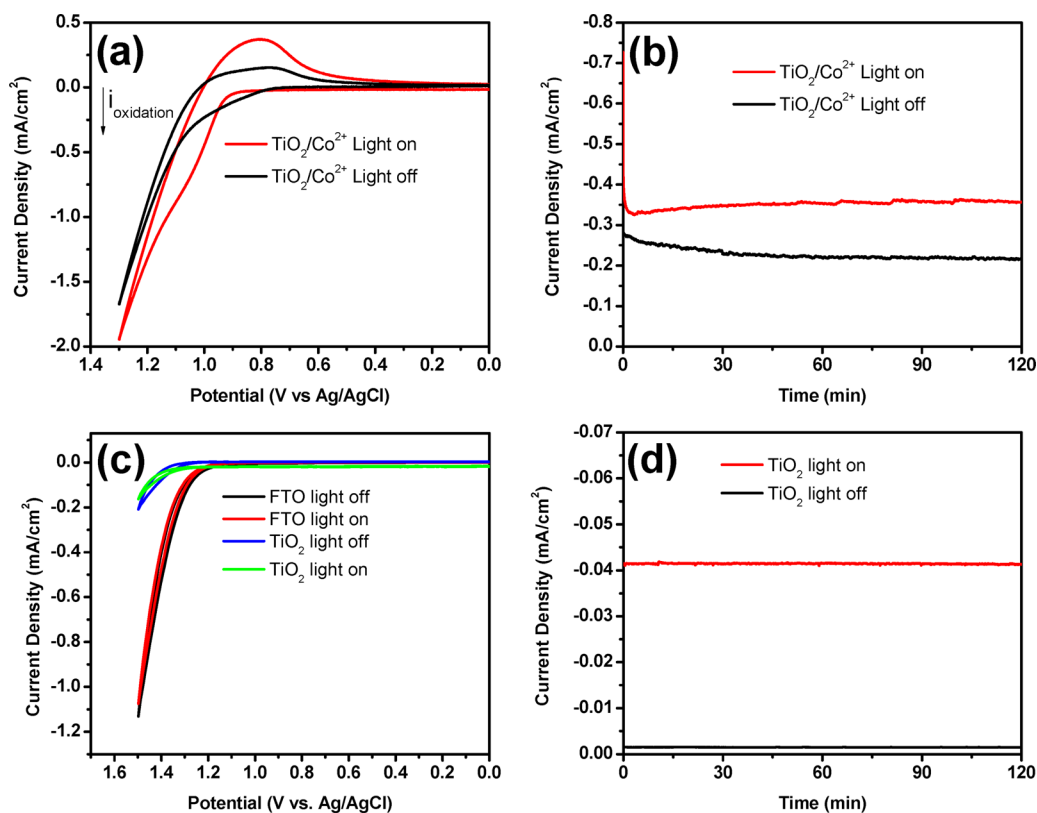 (a)
0.5
0.0
-0.5
-1.0
-1.5
-2.0
Current Density (mA/cm²)
i oxidation
TiO₂/Co²⁺ Light on
TiO₂/Co²⁺ Light off
1.4 1.2 1.0 0.8 0.6 0.4 0.2 0.0
Potential (V vs Ag/AgCl)
(b)
-0.8
-0.7
-0.6
-0.5
-0.4
-0.3
-0.2
-0.1
0.0
Current Density (mA/cm²)
TiO₂/Co²⁺ Light on
TiO₂/Co²⁺ Light off
0 30 60 90 120
Time (min)
(c)
0.0
-0.2
-0.4
-0.6
-0.8
-1.0
-1.2
Current Density (mA/cm²)
FTO light off
FTO light on
TiO₂ light off
TiO₂ light on
1.6 1.4 1.2 1.0 0.8 0.6 0.4 0.2 0.0
Potential (V vs. Ag/AgCl)
(d)
-0.07
-0.06
-0.05
-0.04
-0.03
-0.02
-0.01
0.00
Current Density (mA/cm²)
TiO₂ light on
TiO₂ light off
0 30 60 90 120
Time (min)